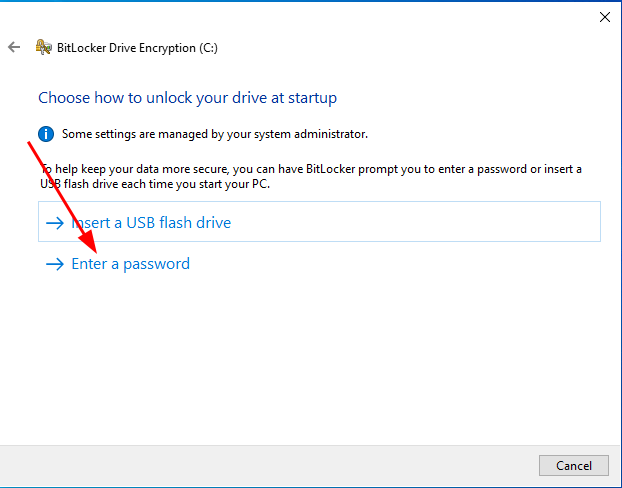 BitLocker Drive Encryption (C:)
Choose how to unlock your drive at startup
Some settings are managed by your system administrator.
To help keep your data more secure, you can have BitLocker prompt you to enter a password or insert a
USB flash drive each time you start your PC.
Insert a USB flash drive
Enter a password
Cancel